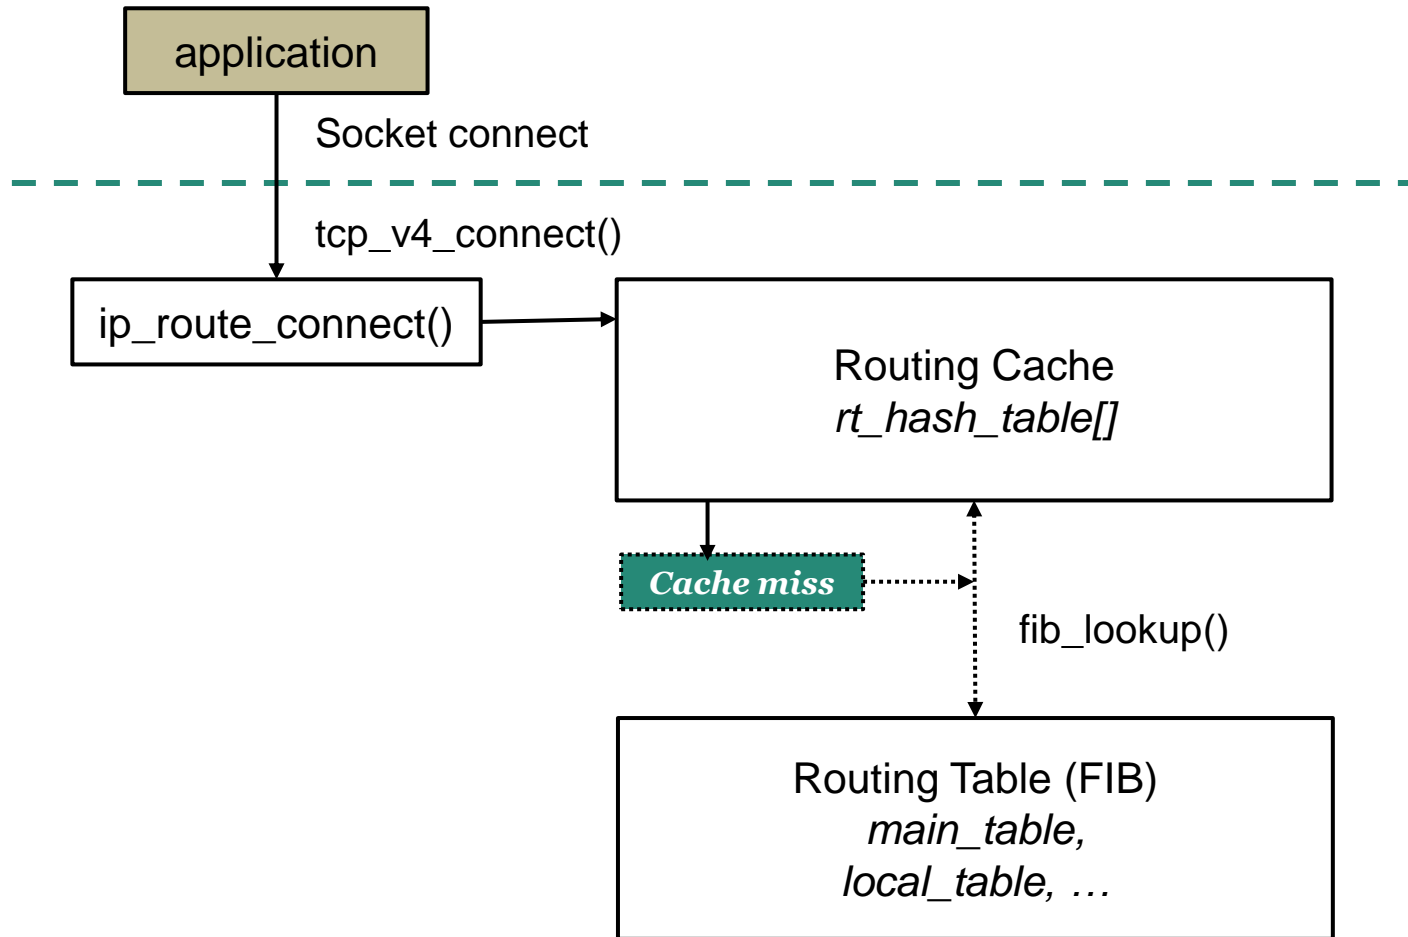 application
Socket connect
tcp_v4_connect()
ip_route_connect()
Routing Cache
rt_hash_table[]
Cache miss
fib_lookup()
Routing Table (FIB)
main_table,
local_table, …